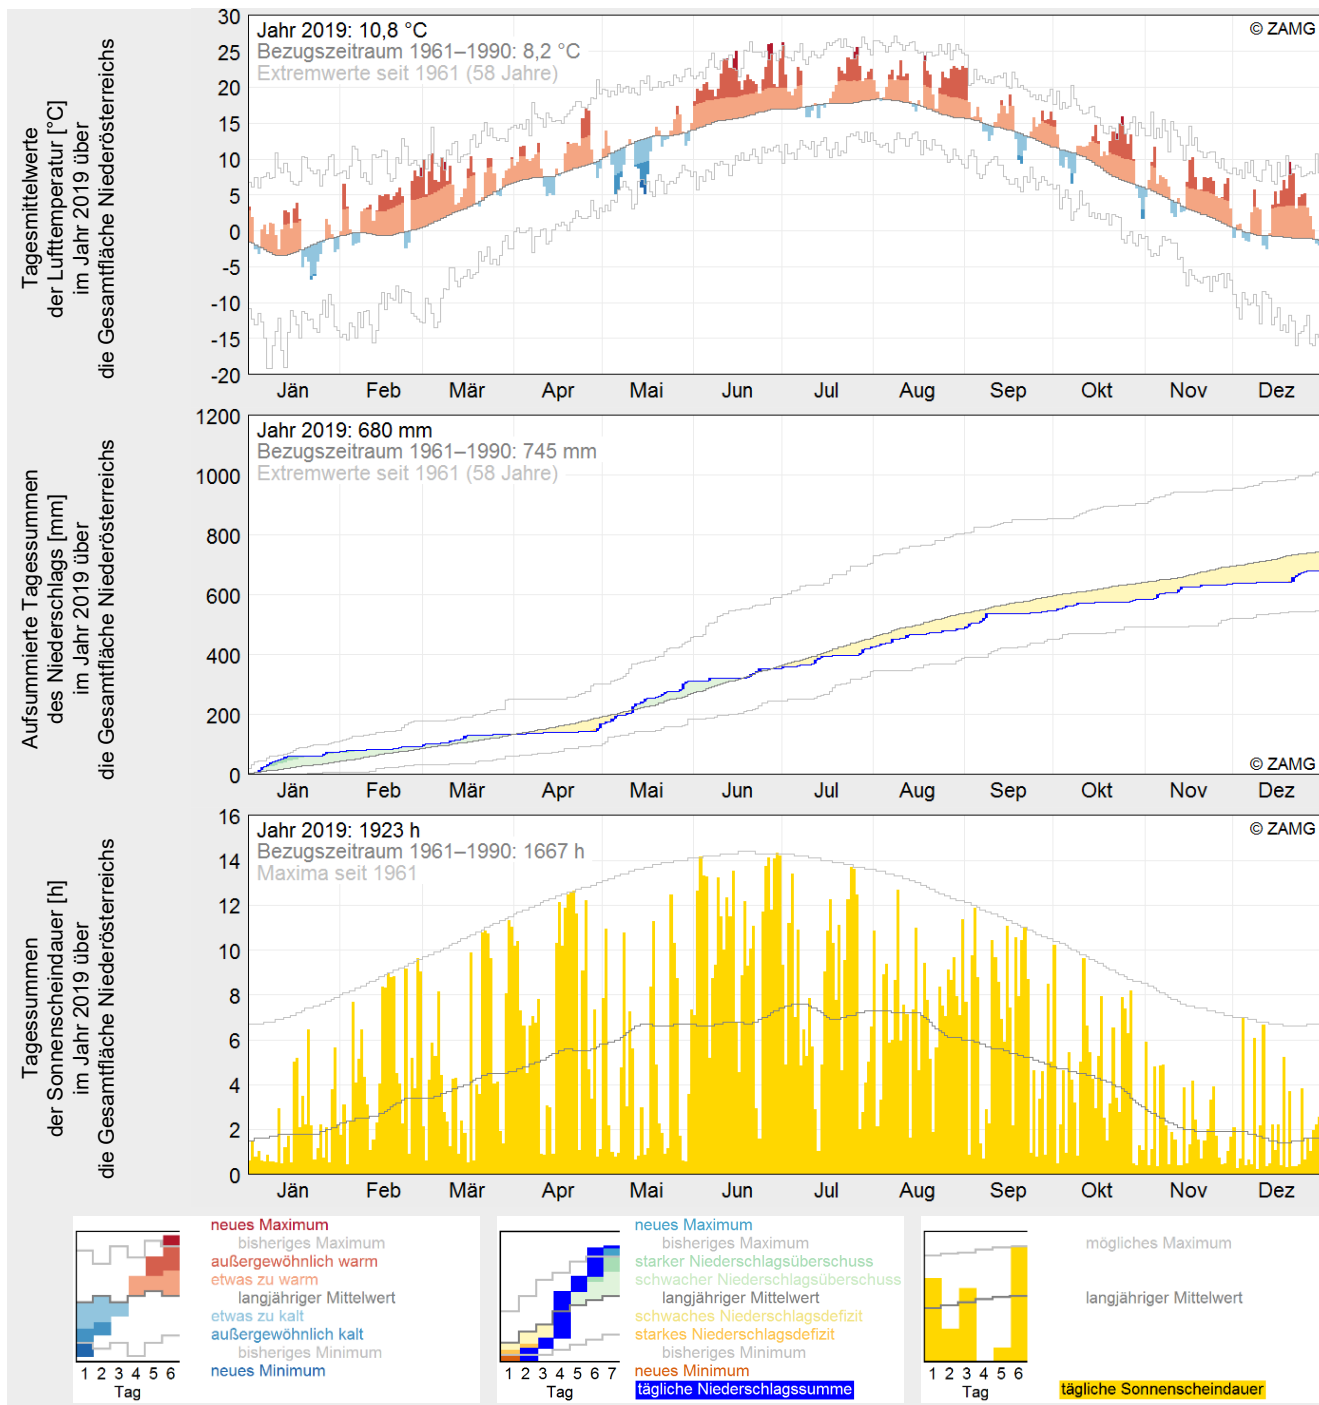 Tagesmittelwerte
der Lufttemperatur [°C]
im Jahr 2019 über
die Gesamtfläche Niederösterreichs
30
25
20
15
10
5
0
-5
-10
-15
-20
Jahr 2019: 10,8 °C
Bezugszeitraum 1961–1990: 8,2 °C
Extremwerte seit 1961 (58 Jahre)
© ZAMG
Jän Feb Mär Apr Mai Jun Jul Aug Sep Okt Nov Dez
Aufsummierte Tagessummen
des Niederschlags [mm]
im Jahr 2019 über
die Gesamtfläche Niederösterreichs
1200
1000
800
600
400
200
0
Jahr 2019: 680 mm
Bezugszeitraum 1961–1990: 745 mm
Extremwerte seit 1961 (58 Jahre)
© ZAMG
Jän Feb Mär Apr Mai Jun Jul Aug Sep Okt Nov Dez
Tagessummen
der Sonnenscheindauer [h]
im Jahr 2019 über
die Gesamtfläche Niederösterreichs
16
14
12
10
8
6
4
2
0
Jahr 2019: 1923 h
Bezugszeitraum 1961–1990: 1667 h
Maxima seit 1961
© ZAMG
Jän Feb Mär Apr Mai Jun Jul Aug Sep Okt Nov Dez
neues Maximum
bisheriges Maximum
außergewöhnlich warm
etwas zu warm
langjähriger Mittelwert
etwas zu kalt
außergewöhnlich kalt
bisheriges Minimum
neues Minimum
1 2 3 4 5 6
Tag
neues Maximum
bisheriges Maximum
starker Niederschlagsüberschuss
schwacher Niederschlagsüberschuss
langjähriger Mittelwert
schwaches Niederschlagsdefizit
starkes Niederschlagsdefizit
bisheriges Minimum
neues Minimum
tägliche Niederschlagssumme
1 2 3 4 5 6 7
Tag
mögliches Maximum
langjähriger Mittelwert
tägliche Sonnenscheindauer
1 2 3 4 5 6
Tag